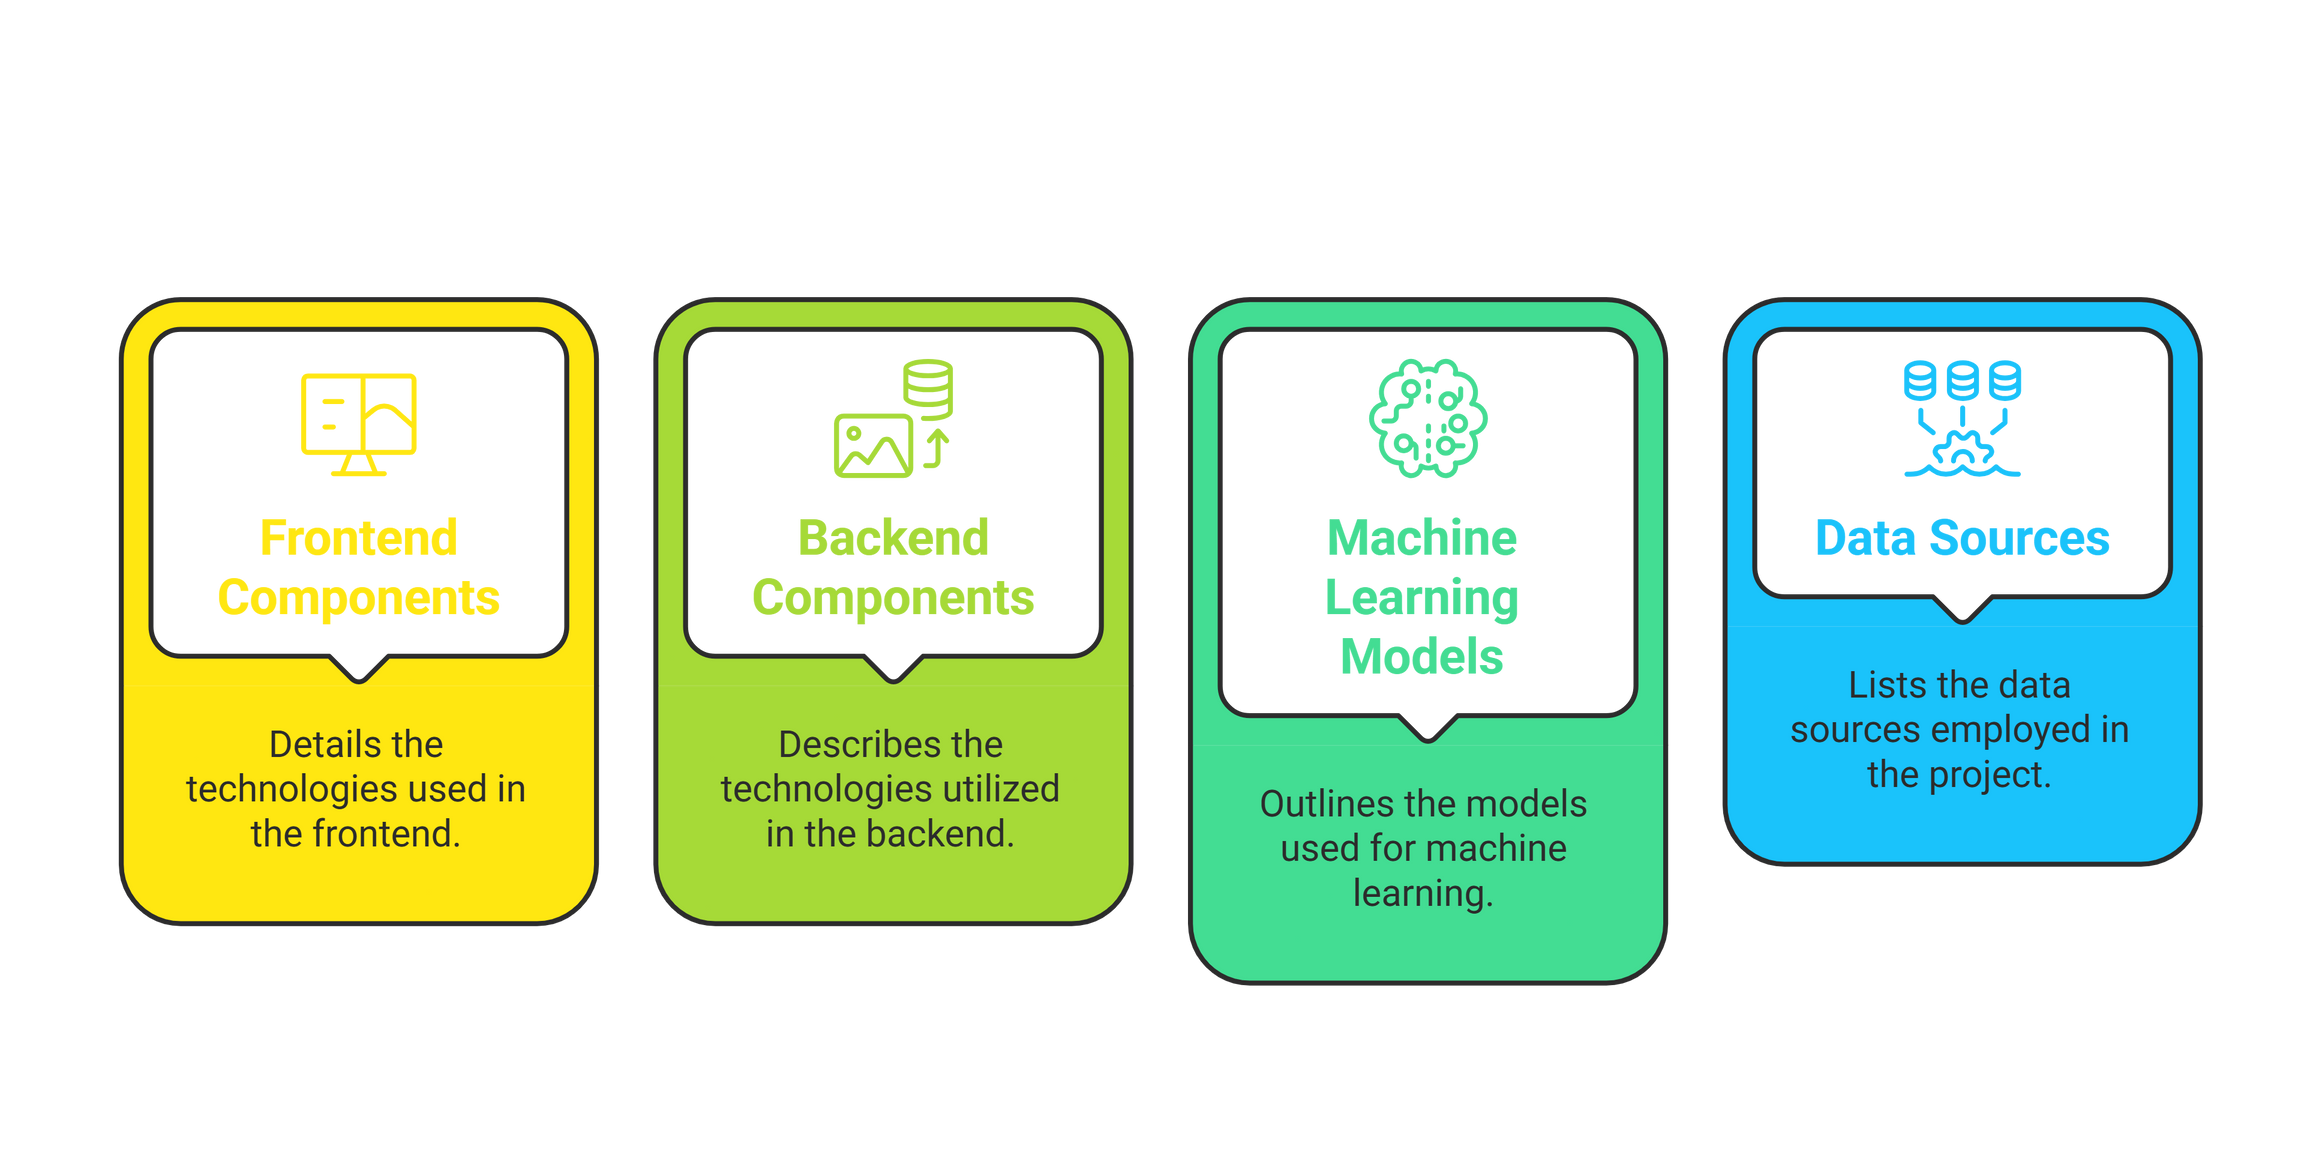 Frontend
Components
Details the
technologies used in
the frontend.
Backend
Components
Describes the
technologies utilized
in the backend.
Machine
Learning
Models
Outlines the models
used for machine
learning.
Data Sources
Lists the data
sources employed in
the project.